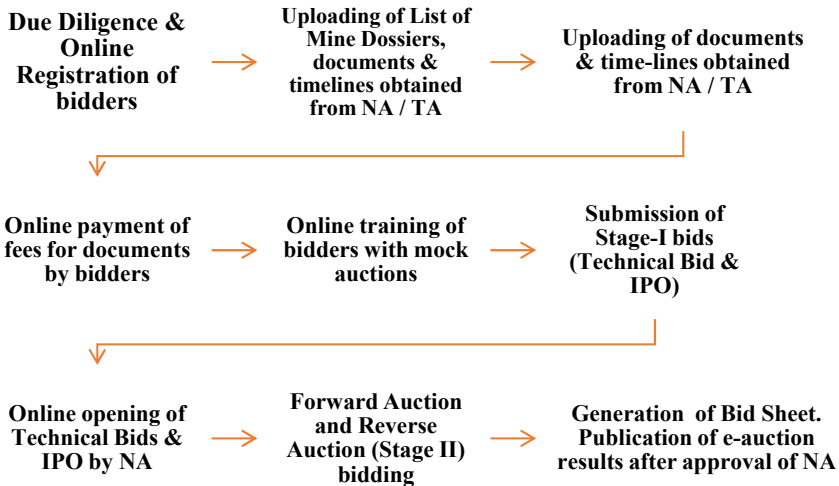 Due Diligence &
Online
Registration of
bidders
Uploading of List of
Mine Dossiers,
documents &
timelines obtained
from NA / TA
Uploading of documents
& time-lines obtained
from NA / TA
Online payment of
fees for documents
by bidders
Online training of
bidders with mock
auctions
Submission of
Stage-I bids
(Technical Bid &
IPO)
Online opening of
Technical Bids &
IPO by NA
Forward Auction
and Reverse
Auction (Stage II)
bidding
Generation of Bid Sheet.
Publication of e-auction
results after approval of NA